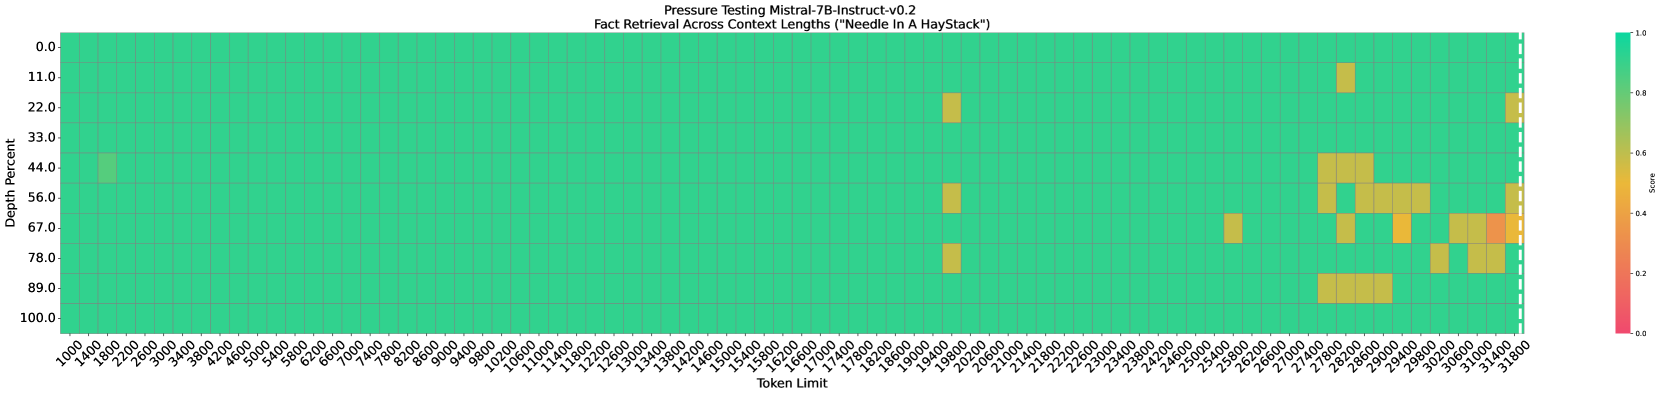 Pressure Testing Mistral-7B-Instruct-v0.2
Fact Retrieval Across Context Lengths ("Needle In A HayStack")
Depth Percent
0.0
11.0
22.0
33.0
44.0
56.0
67.0
78.0
89.0
100.0
1000 1400 1800 2200 2600 3000 3400 3800 4200 4600 5000 5400 5800 6200 6600 7000 7400 7800 8200 8600 9000 9400 9800 10200 10600 11000 11400 11800 12200 12600 13000 13400 13800 14200 14600 15000 15400 15800 16200 16600 17000 17400 17800 18200 18600 19000 19400 19800 20200 20600 21000 21400 21800 22200 22600 23000 23400 23800 24200 24600 25000 25400 25800 26200 26600 27000 27400 27800 28200 28600 29000 29400 29800 30200 30600 31000 31400 31800
Token Limit
1.0
0.8
0.6
0.4
0.2
0.0
Score